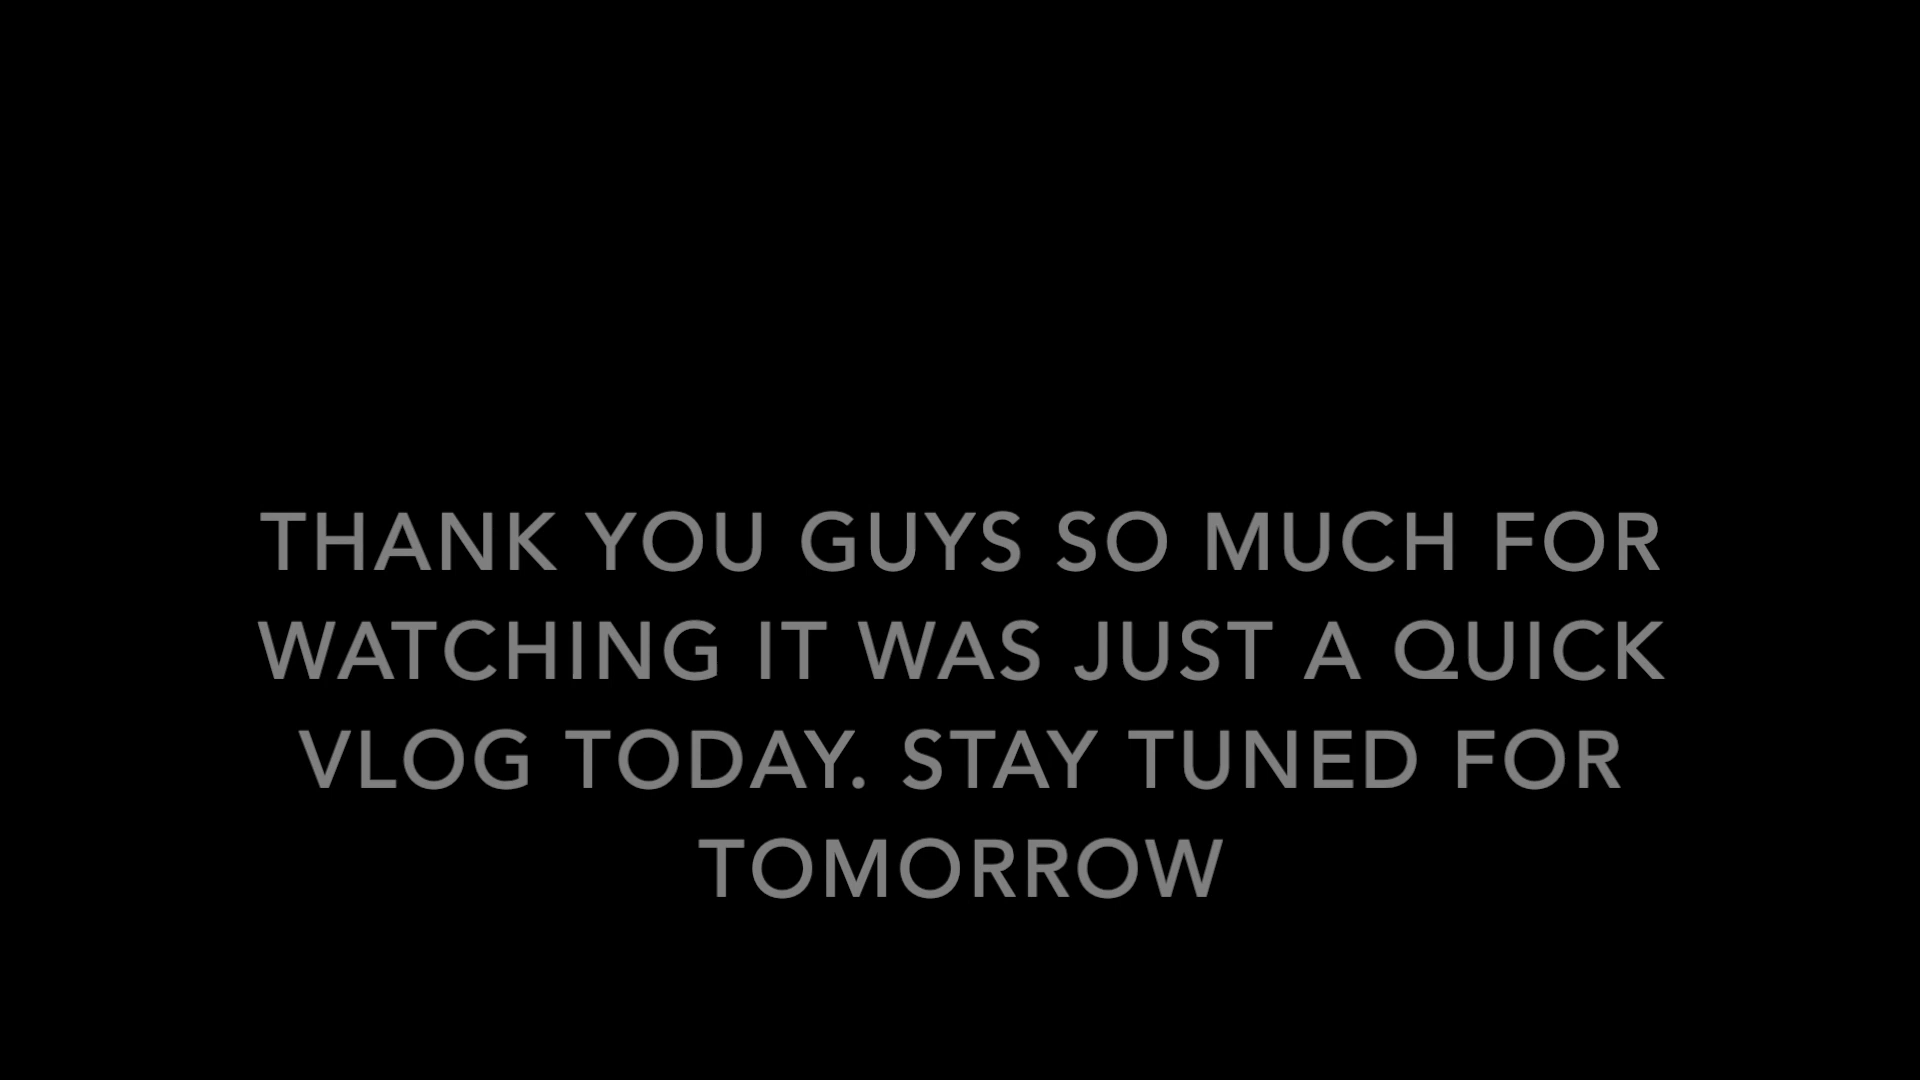 THANK YOU GUYS SO MUCH FOR
WATCHING IT WAS JUST A QUICK
VLOG TODAY. STAY TUNED FOR
TOMORROW